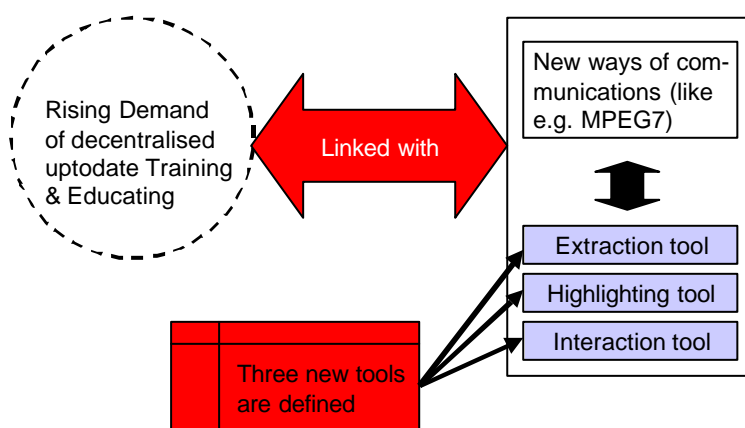 Rising Demand
of decentralised
uptodate Training
& Educating
Linked with
New ways of com-
munications (like
e.g. MPEG7)
Extraction tool
Highlighting tool
Interaction tool
Three new tools
are defined